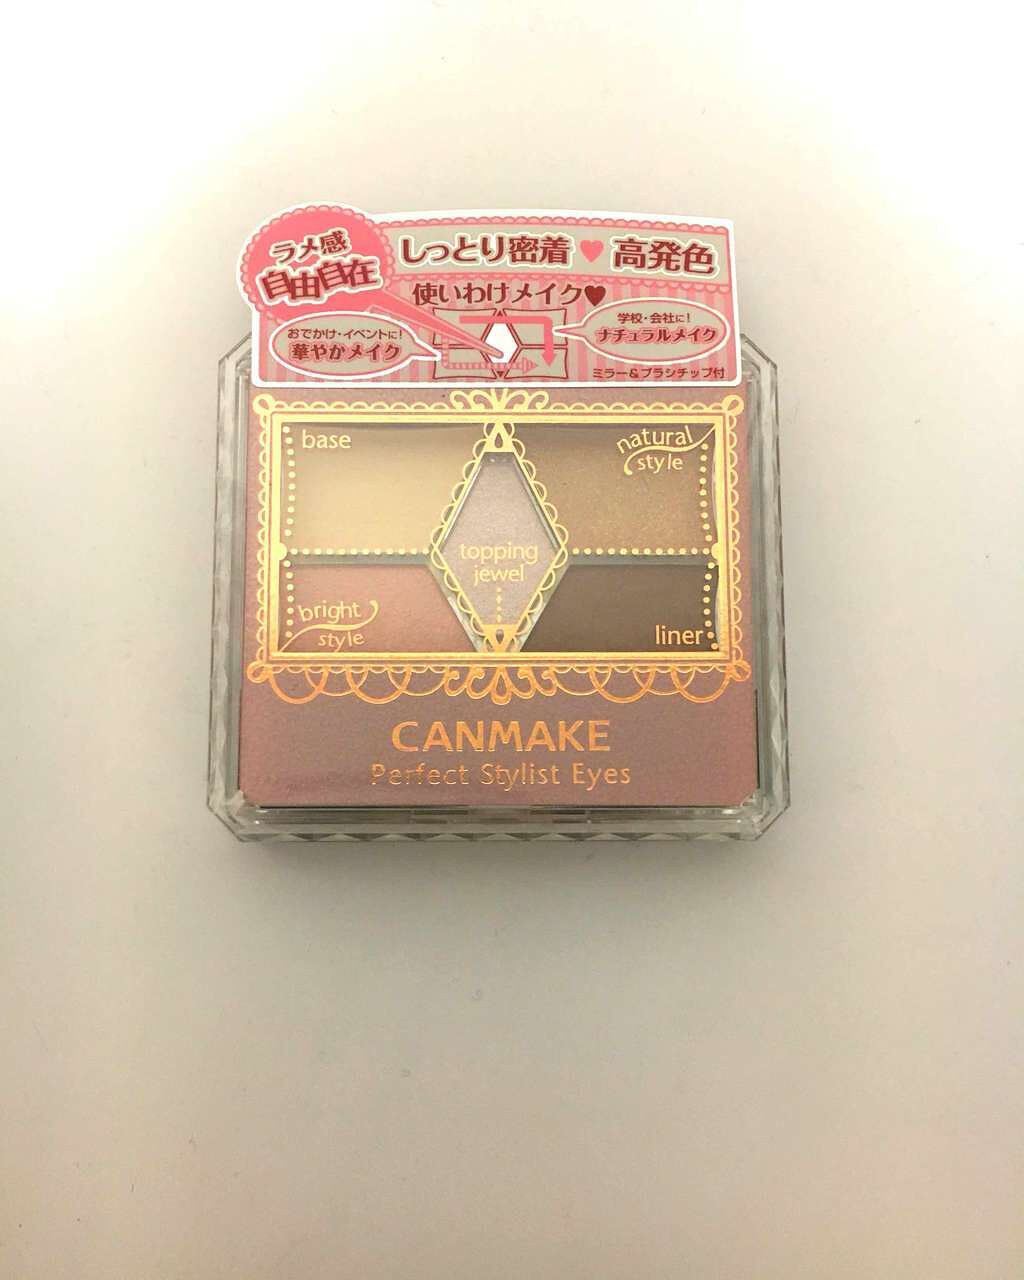 ラメ感
自由自在
しっとり密着♥高発色
使いわけメイク♥
おでかけ・イベントに!
華やかメイク
学校・会社に!
ナチュラルメイク
ミラー&ブラシチップ付
base
natural
style
topping
jewel
bright
style
liner
CANMAKE
Perfect Stylist Eyes